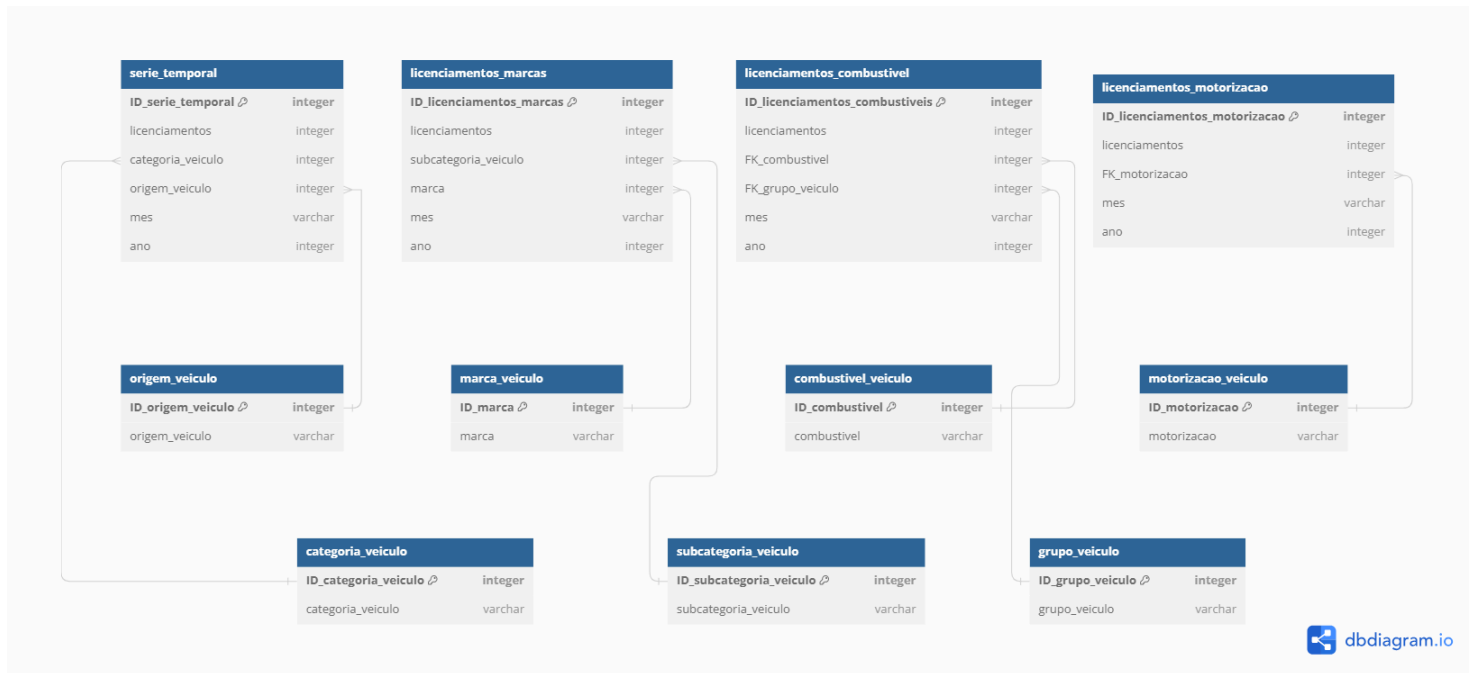 serie_temporal
ID_serie_temporal integer
licenciamentos integer
categoria_veiculo integer
origem_veiculo integer
mes varchar
ano integer
licenciamentos_marcas
ID_licenciamentos_marcas integer
licenciamentos integer
subcategoria_veiculo integer
marca integer
mes varchar
ano integer
licenciamentos_combustivel
ID_licenciamentos_combustiveis integer
licenciamentos integer
FK_combustivel integer
FK_grupo_veiculo integer
mes varchar
ano integer
licenciamentos_motorizacao
ID_licenciamentos_motorizacao integer
licenciamentos integer
FK_motorizacao integer
mes varchar
ano integer
origem_veiculo
ID_origem_veiculo integer
origem_veiculo varchar
marca_veiculo
ID_marca integer
marca varchar
combustivel_veiculo
ID_combustivel integer
combustivel varchar
motorizacao_veiculo
ID_motorizacao integer
motorizacao varchar
categoria_veiculo
ID_categoria_veiculo integer
categoria_veiculo varchar
subcategoria_veiculo
ID_subcategoria_veiculo integer
subcategoria_veiculo varchar
grupo_veiculo
ID_grupo_veiculo integer
grupo_veiculo varchar
dbdiagram.io